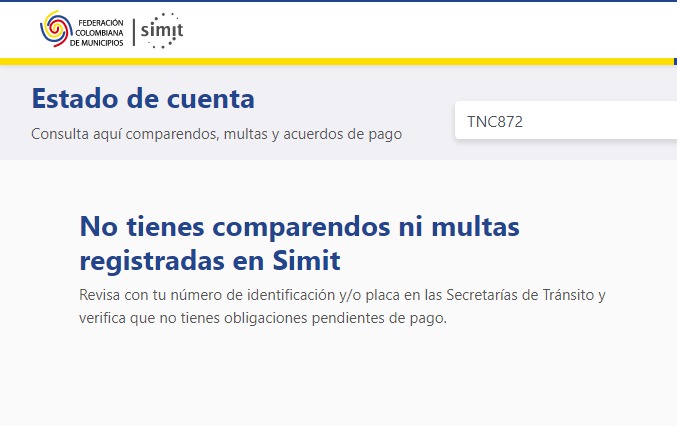 FEDERACIÓN
COLOMBIANA
DE MUNICIPIOS
simit
Estado de cuenta
Consulta aquí comparendos, multas y acuerdos de pago
TNC872
No tienes comparendos ni multas
registradas en Simit
Revisa con tu número de identificación y/o placa en las Secretarías de Tránsito y
verifica que no tienes obligaciones pendientes de pago.